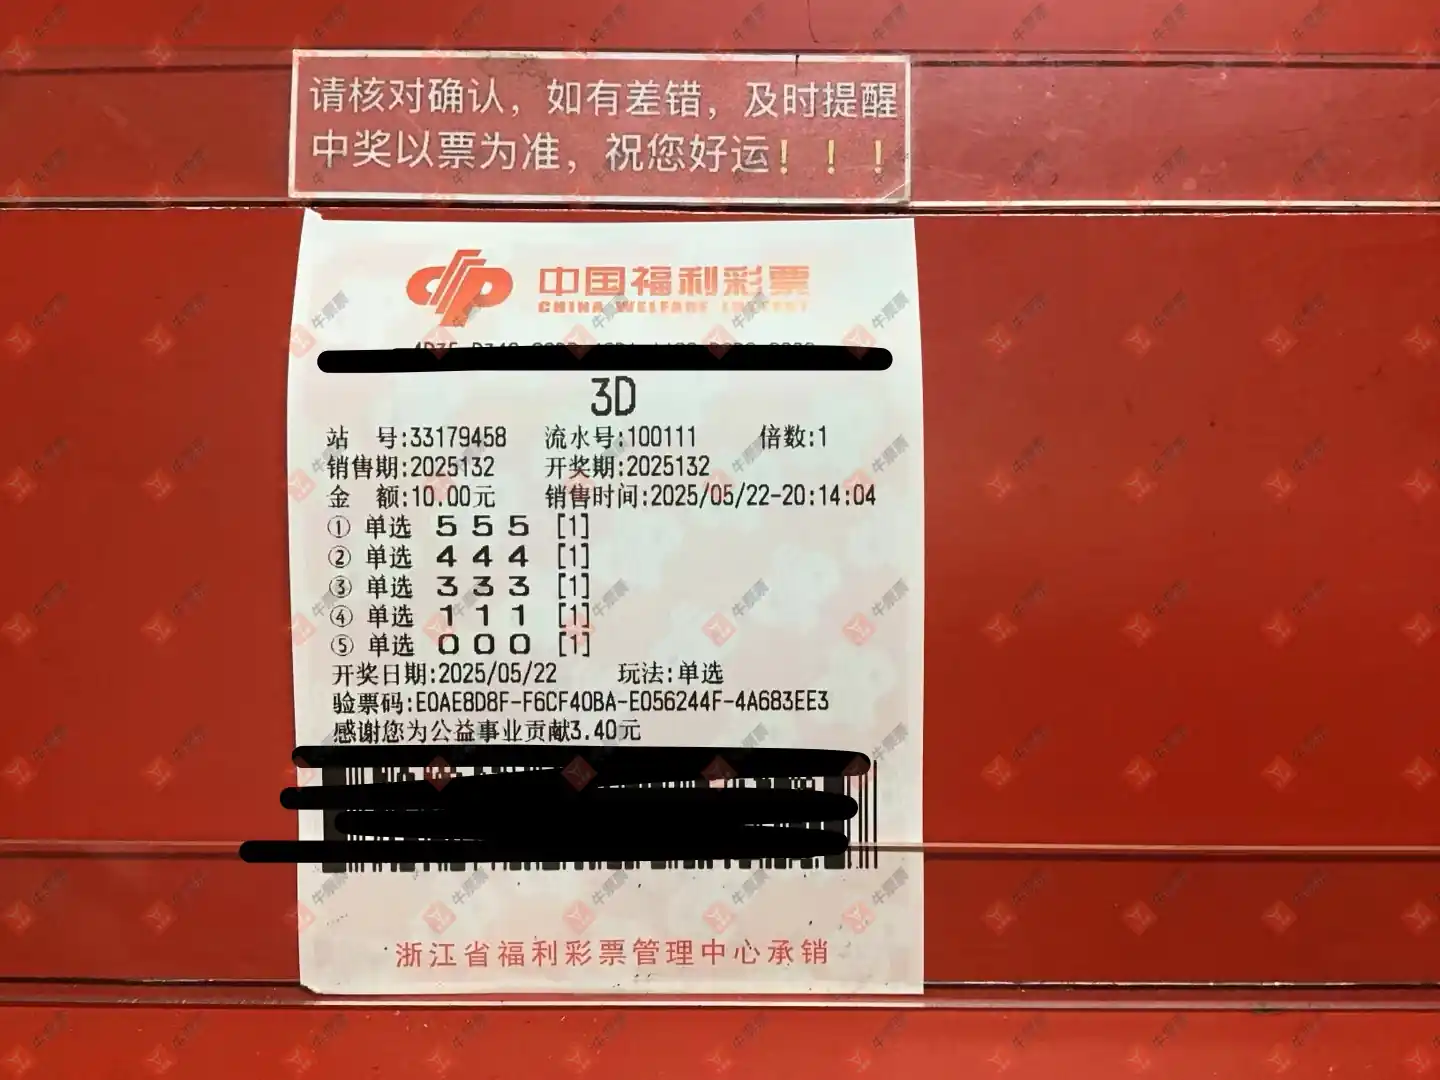 请核对确认，如有差错，及时提醒
中奖以票为准，祝您好运！！！
中国福利彩票
CHINA WELFARE LOTTERY
3D
站 号:33179458 流水号:100111 倍数:1
销售期:2025132 开奖期:2025132
金 额:10.00元 销售时间:2025/05/22-20:14:04
① 单选 5 5 5 [1]
② 单选 4 4 4 [1]
③ 单选 3 3 3 [1]
④ 单选 1 1 1 [1]
⑤ 单选 0 0 0 [1]
开奖日期:2025/05/22 玩法:单选
验票码:E0AE8D8F-F6CF40BA-E056244F-4A683EE3
感谢您为公益事业贡献3.40元
浙江省福利彩票管理中心承销
牛票票